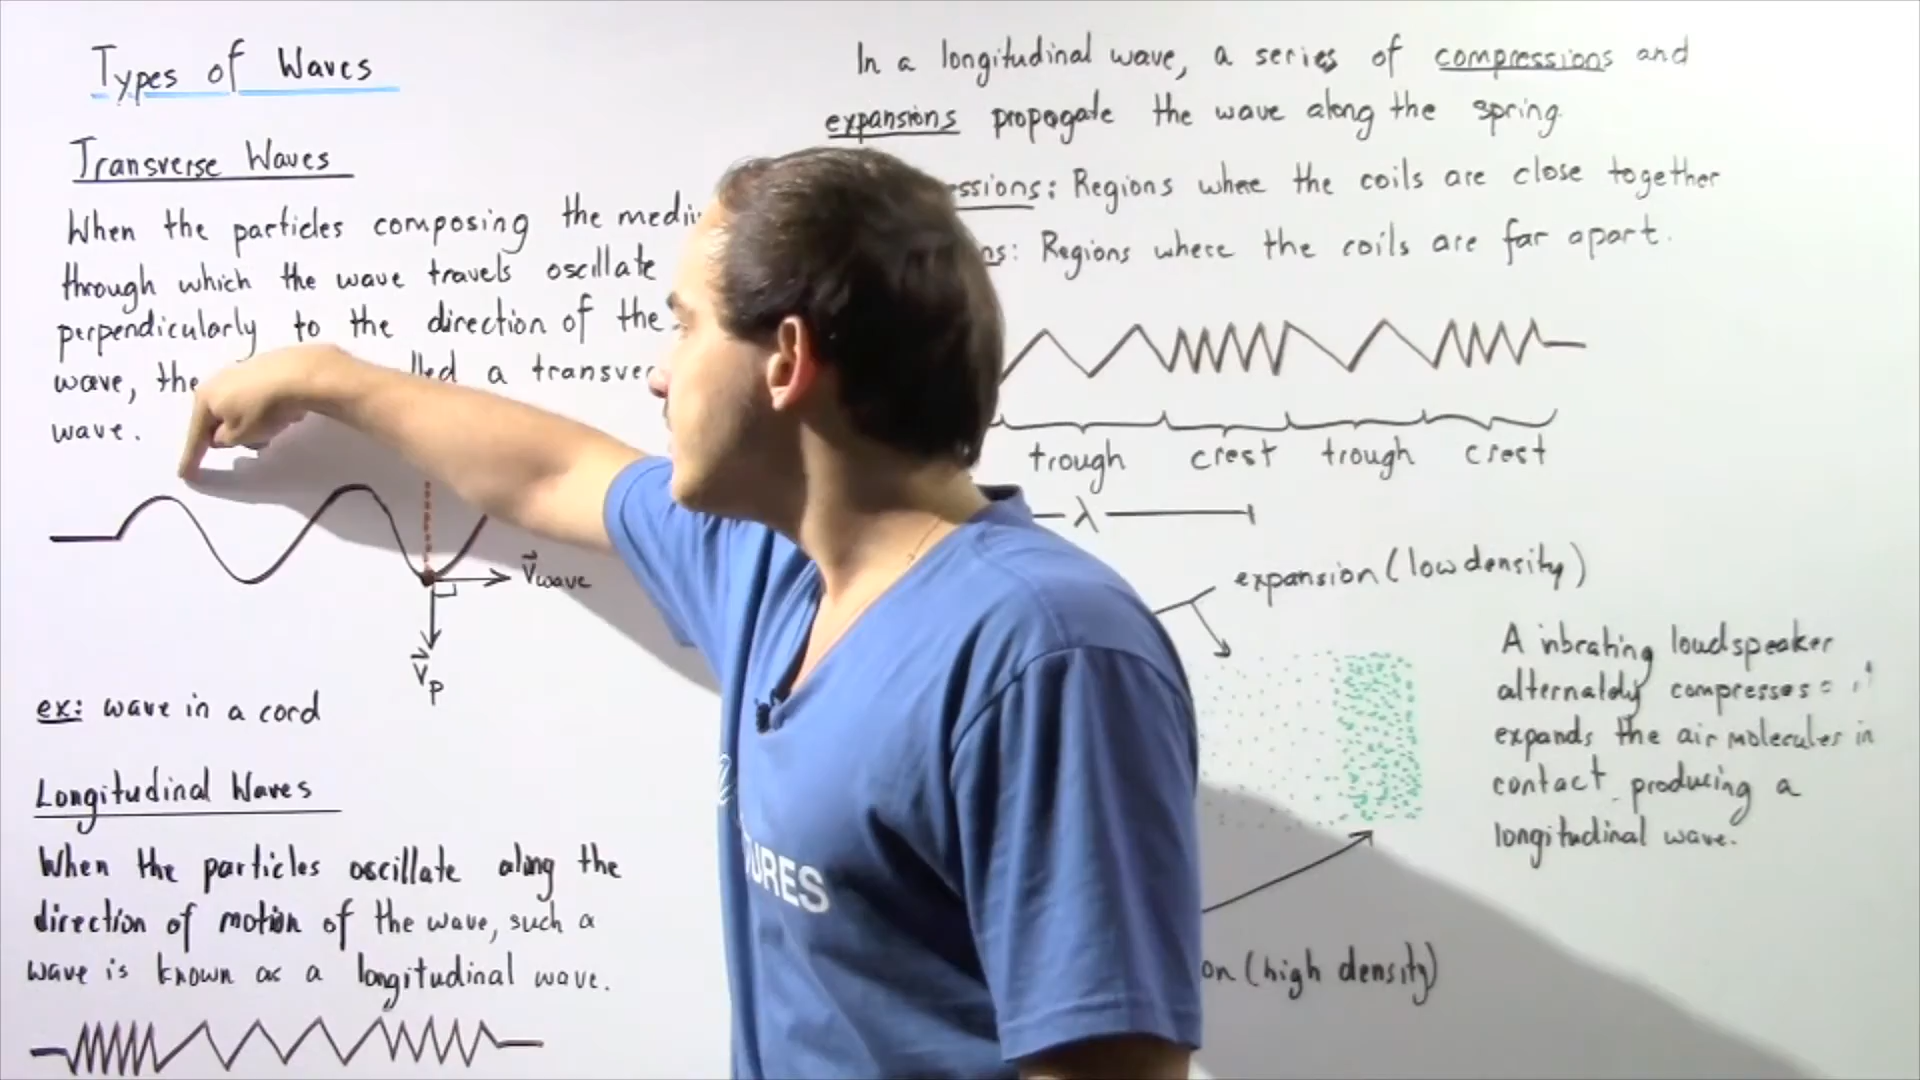 Types of Waves
Transverse Waves
When the particles composing the medi
through which the wave travels oscillate
perpendicularly to the direction of the
wave, the lled a transver
wave.
V wave
V p
ex: wave in a cord
Longitudinal Waves
When the particles oscillate along the
direction of motion of the wave, such a
wave is known as a longitudinal wave.
In a longitudinal wave, a series of compressions and
expansions propagate the wave along the spring.
essions: Regions where the coils are close together
ns: Regions where the coils are far apart.
trough crest trough crest
λ
expansion (low density)
on (high density)
A vibrating loudspeaker
alternately compresses
expands the air molecules in
contact producing a
longitudinal wave.
URES